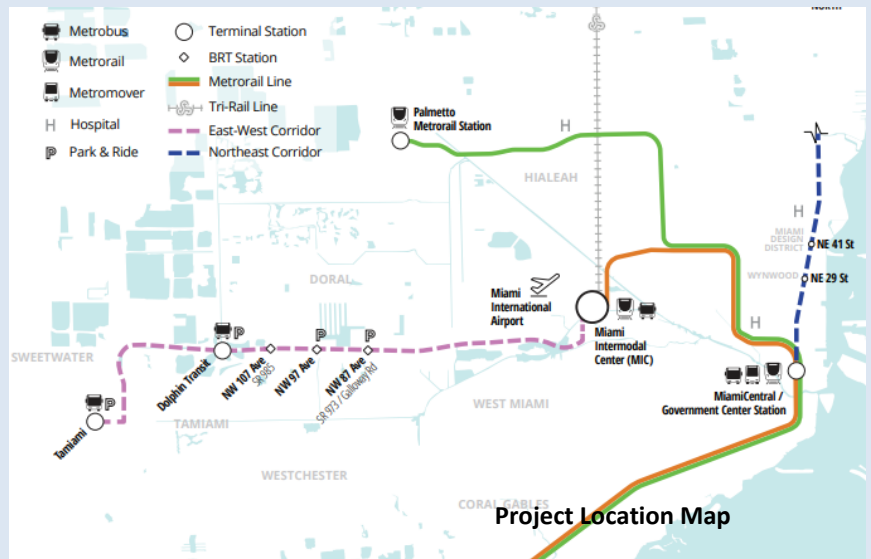 NORTH
Metrobus
Metrorail
Metromover
H Hospital
P Park & Ride
Terminal Station
BRT Station
Metrorail Line
Tri-Rail Line
East-West Corridor
Northeast Corridor
Palmetto
Metrorail Station
H
HIALEAH
H
MIAMI
DESIGN
DISTRICT
NE 41 St
WYNWOOD
NE 29 St
DORAL
Miami
International
Airport
Miami
Intermodal
Center (MIC)
H
SWEETWATER
P
Dolphin Transit
NW 107 Ave
SR 985
P
NW 97 Ave
P
NW 87 Ave
SR 973 / Galloway Rd
P
Tamiami
TAMIAMI
WEST MIAMI
MiamiCentral /
Government Center Station
WESTCHESTER
CORAL GABLES
Project Location Map